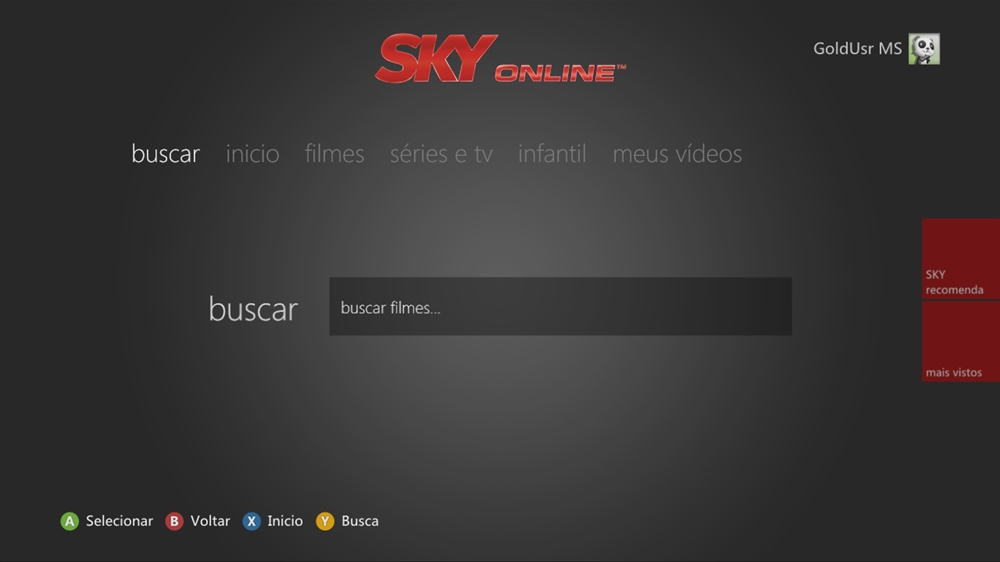 SKY ONLINE™
GoldUsr MS
buscar inicio filmes séries e tv infantil meus vídeos
buscar
buscar filmes...
SKY
recomenda
mais vistos
A Selecionar B Voltar X Inicio Y Busca